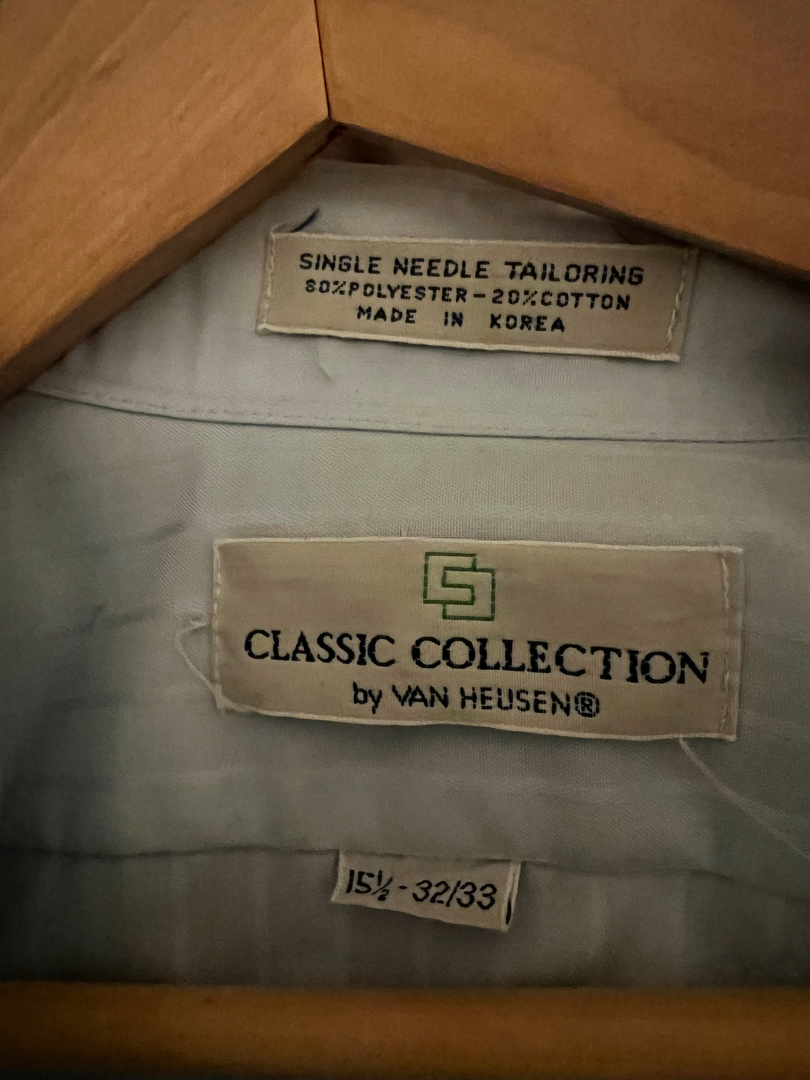 SINGLE NEEDLE TAILORING
80%POLYESTER-20%COTTON
MADE IN KOREA
CLASSIC COLLECTION
by VAN HEUSEN®
15½-32/33